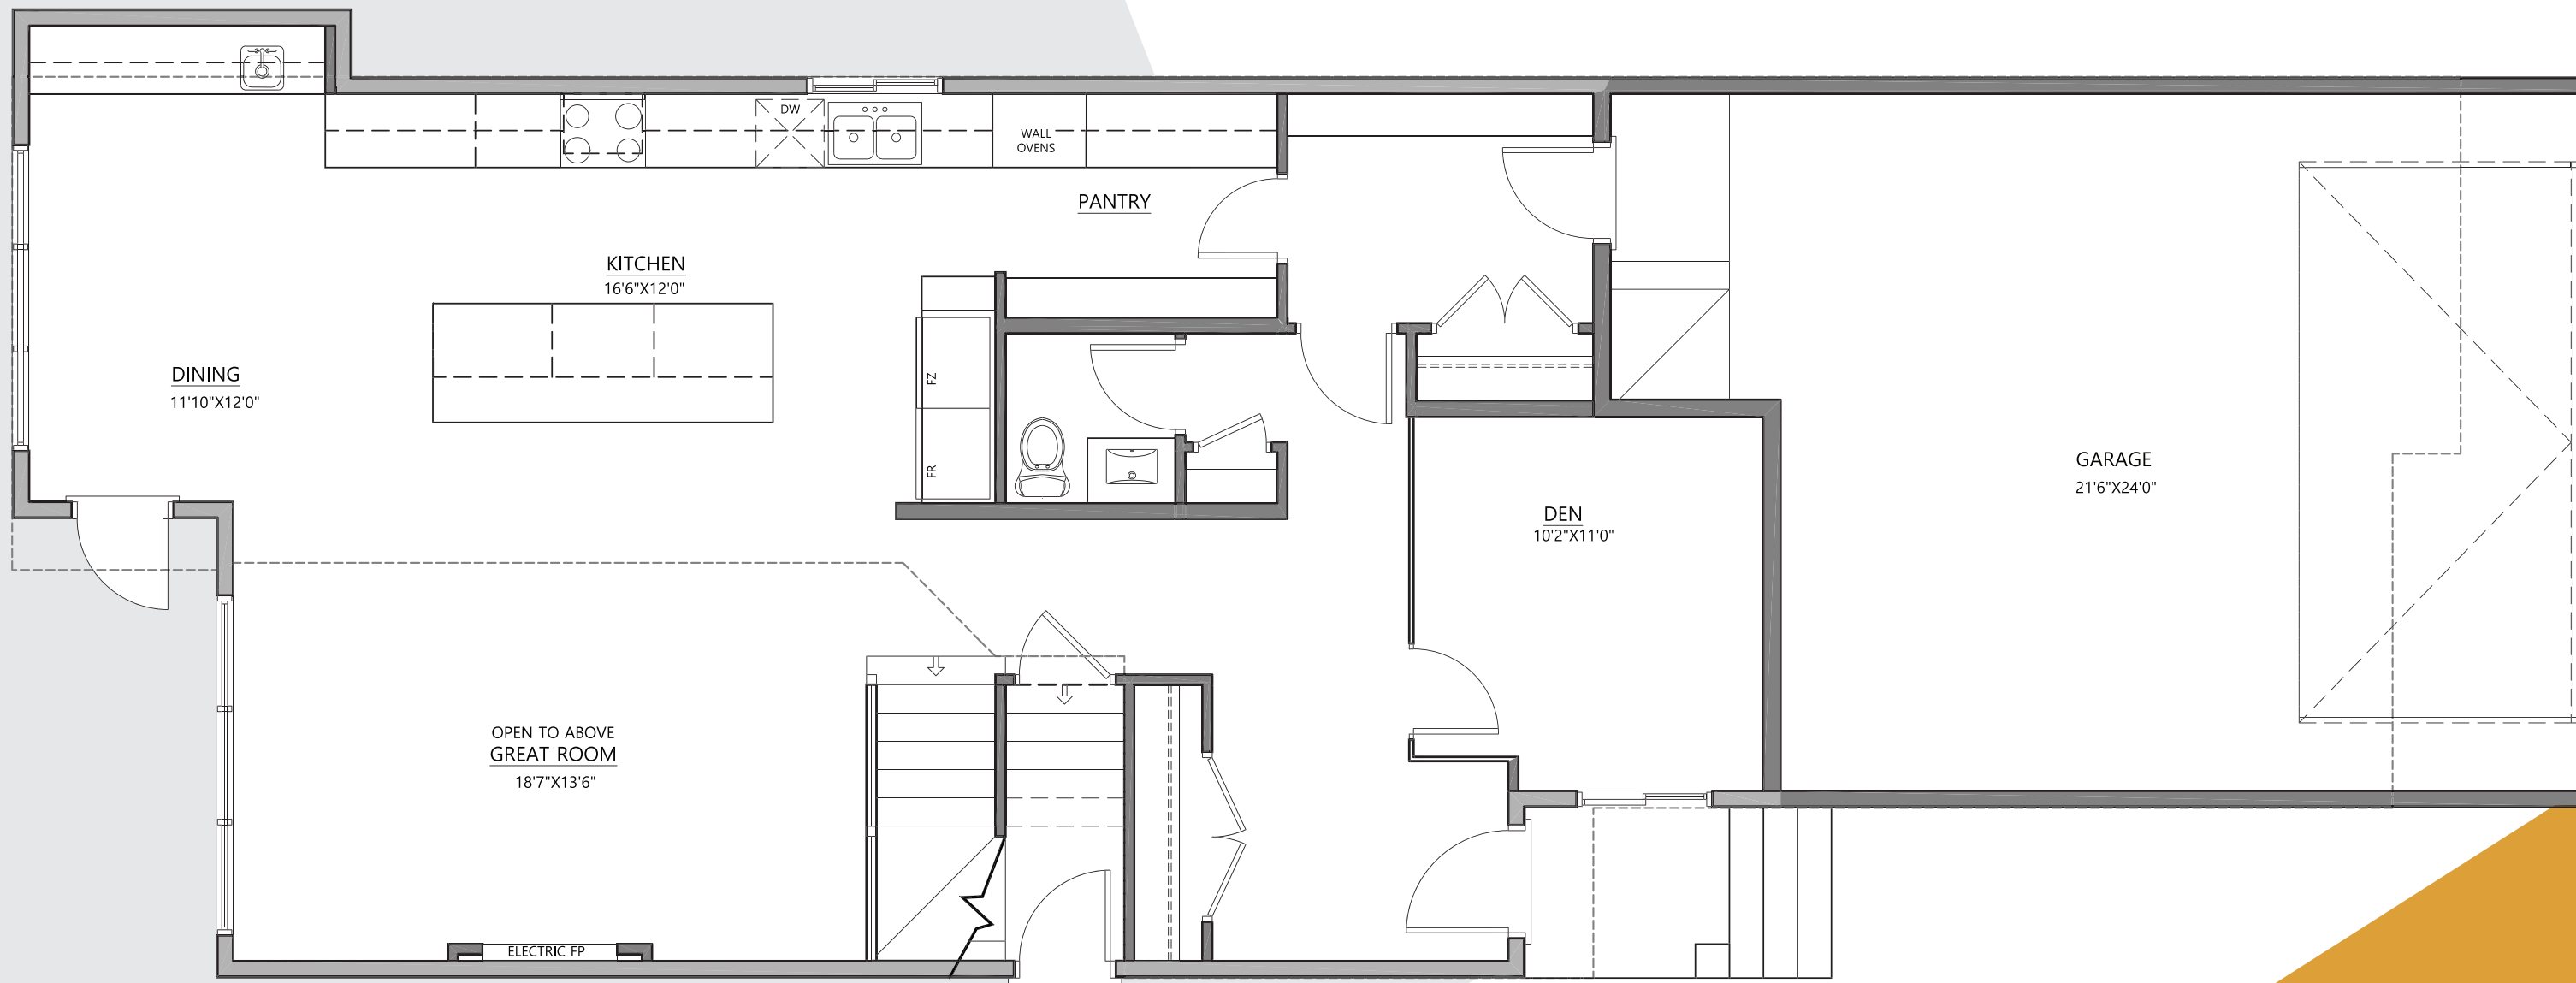 DW
WALL
OVENS
PANTRY
KITCHEN
16'6"X12'0"
DINING
11'10"X12'0"
FZ
FR
GARAGE
21'6"X24'0"
DEN
10'2"X11'0"
OPEN TO ABOVE
GREAT ROOM
18'7"X13'6"
ELECTRIC FP